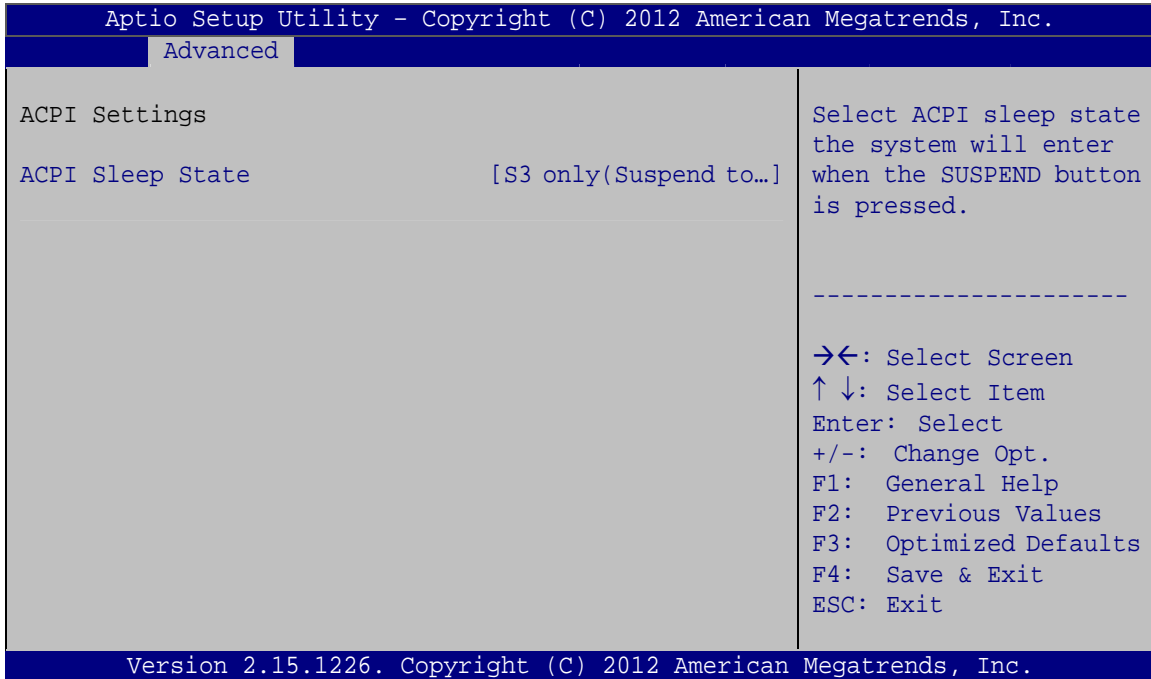 Aptio Setup Utility – Copyright (C) 2012 American Megatrends, Inc.
Advanced
ACPI Settings
ACPI Sleep State [S3 only(Suspend to…]
Select ACPI sleep state
the system will enter
when the SUSPEND button
is pressed.
----------------------
→←: Select Screen
↑ ↓: Select Item
Enter: Select
+/-: Change Opt.
F1: General Help
F2: Previous Values
F3: Optimized Defaults
F4: Save & Exit
ESC: Exit
Version 2.15.1226. Copyright (C) 2012 American Megatrends, Inc.